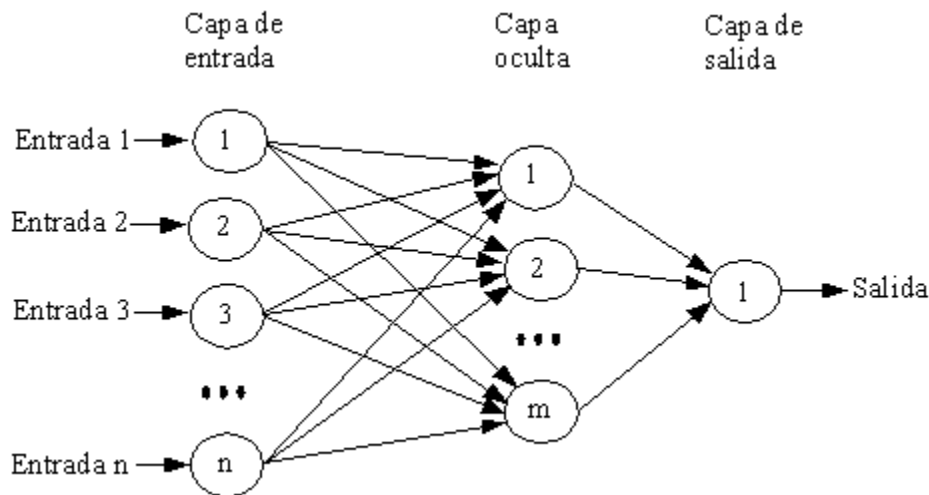 Capa de
entrada
Capa
oculta
Capa de
salida
Entrada 1
1
Entrada 2
2
Entrada 3
3
•••
Entrada n
n
1
2
•••
m
1
Salida